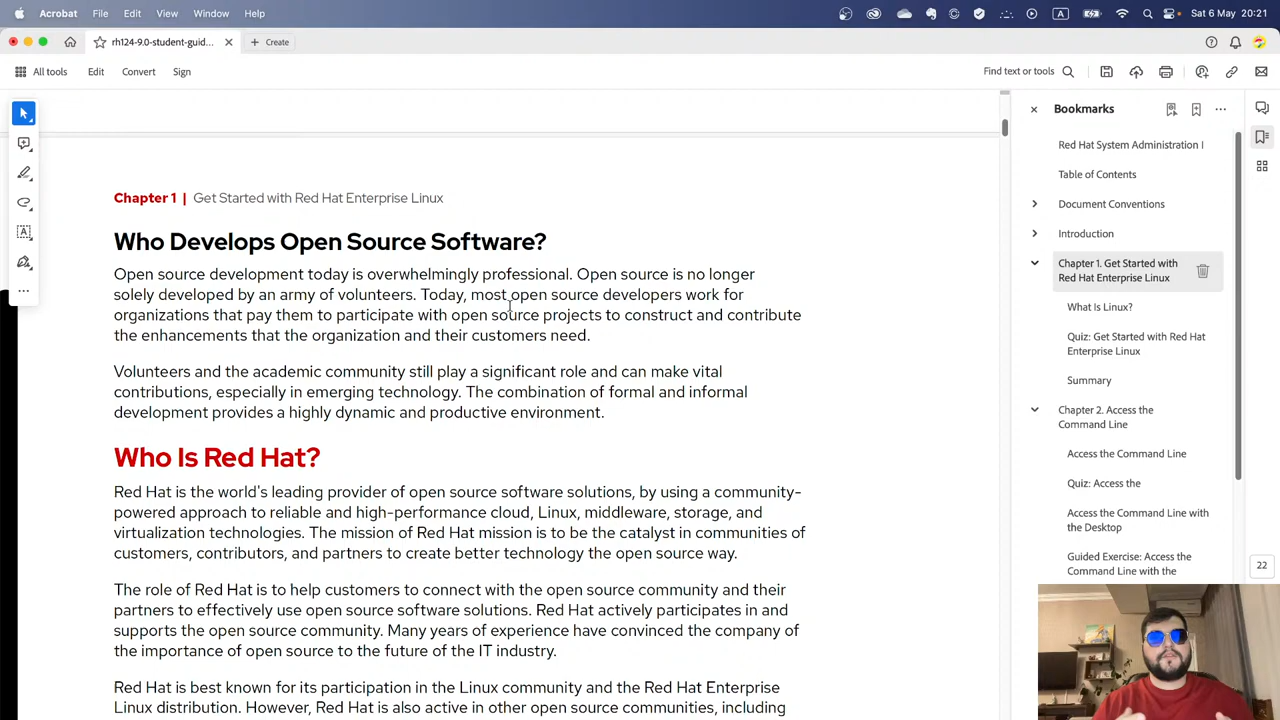 Acrobat File Edit View Window Help
A Sat 6 May 20:21
rh124-9.0-student-guid... Create
All tools Edit Convert Sign
Find text or tools
Bookmarks
Red Hat System Administration I
Table of Contents
Document Conventions
Introduction
Chapter 1. Get Started with
Red Hat Enterprise Linux
What Is Linux?
Quiz: Get Started with Red Hat
Enterprise Linux
Summary
Chapter 2. Access the
Command Line
Access the Command Line
Quiz: Access the
Access the Command Line with
the Desktop
Guided Exercise: Access the
Command Line with the
22
Chapter 1 | Get Started with Red Hat Enterprise Linux
Who Develops Open Source Software?
Open source development today is overwhelmingly professional. Open source is no longer
solely developed by an army of volunteers. Today, most open source developers work for
organizations that pay them to participate with open source projects to construct and contribute
the enhancements that the organization and their customers need.
Volunteers and the academic community still play a significant role and can make vital
contributions, especially in emerging technology. The combination of formal and informal
development provides a highly dynamic and productive environment.
Who Is Red Hat?
Red Hat is the world's leading provider of open source software solutions, by using a community-
powered approach to reliable and high-performance cloud, Linux, middleware, storage, and
virtualization technologies. The mission of Red Hat mission is to be the catalyst in communities of
customers, contributors, and partners to create better technology the open source way.
The role of Red Hat is to help customers to connect with the open source community and their
partners to effectively use open source software solutions. Red Hat actively participates in and
supports the open source community. Many years of experience have convinced the company of
the importance of open source to the future of the IT industry.
Red Hat is best known for its participation in the Linux community and the Red Hat Enterprise
Linux distribution. However, Red Hat is also active in other open source communities, including